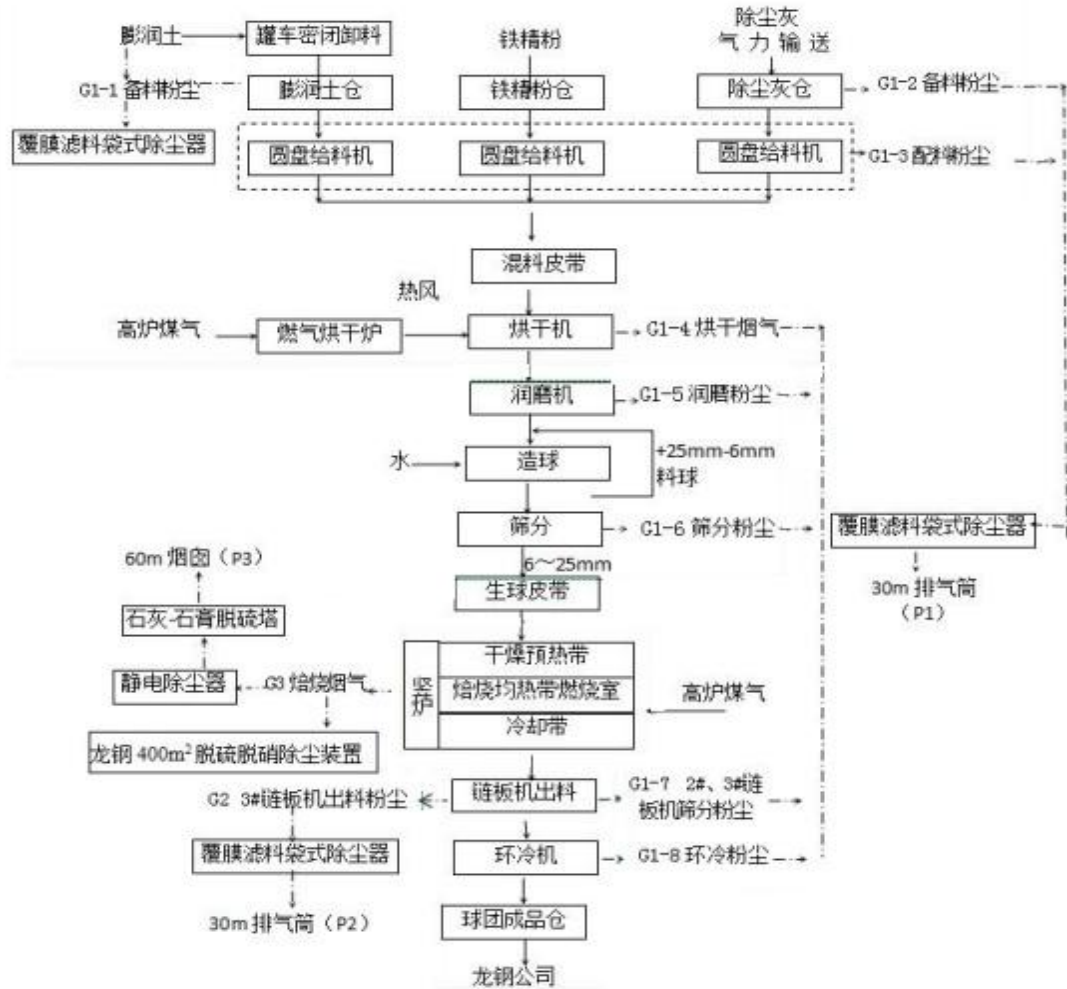 除尘灰
气力输送
膨润土
罐车密闭卸料
铁精粉
G1-1 备料粉尘
膨润土仓
铁精粉仓
除尘灰仓
G1-2 备料粉尘
覆膜滤料袋式除尘器
圆盘给料机
圆盘给料机
圆盘给料机
G1-3 配料粉尘
混料皮带
热风
高炉煤气
燃气烘干炉
烘干机
G1-4 烘干烟气
润磨机
G1-5 润磨粉尘
水
造球
+25mm-6mm
料球
筛分
G1-6 筛分粉尘
覆膜滤料袋式除尘器
6～25mm
60m 烟囱（P3）
生球皮带
30m 排气筒
（P1）
石灰-石膏脱硫塔
竖炉
干燥预热带
静电除尘器
G3 焙烧烟气
焙烧均热带燃烧室
高炉煤气
冷却带
龙钢 400m² 脱硫脱硝除尘装置
G2 3#链板机出料粉尘
链板机出料
G1-7 2#、3#链
板机筛分粉尘
覆膜滤料袋式除尘器
环冷机
G1-8 环冷粉尘
30m 排气筒（P2）
球团成品仓
龙钢公司